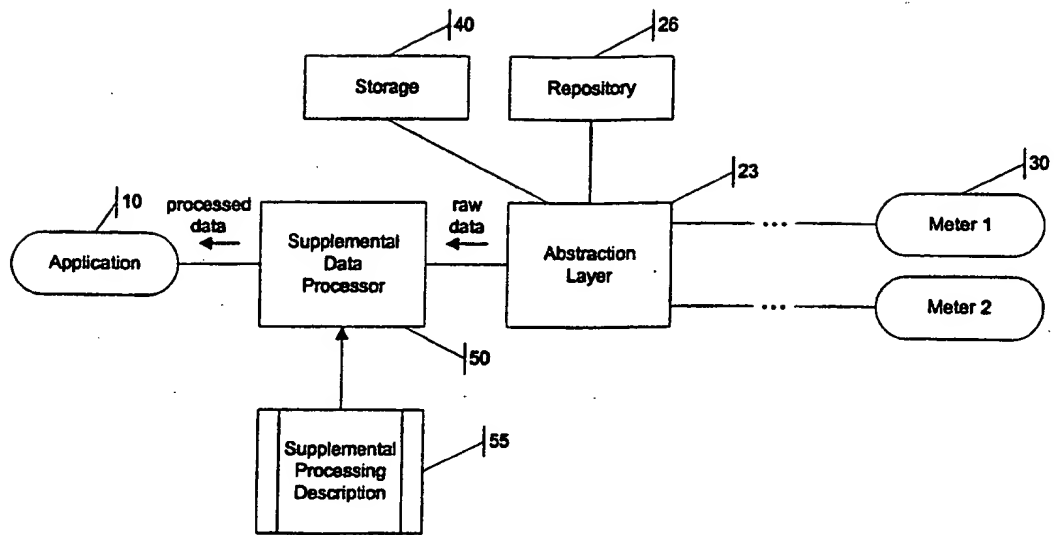 40
26
Storage
Repository
23
30
10
processed
data
raw
data
Meter 1
Application
Supplemental
Data
Processor
Abstraction
Layer
...
...
Meter 2
50
Supplemental
Processing
Description
55